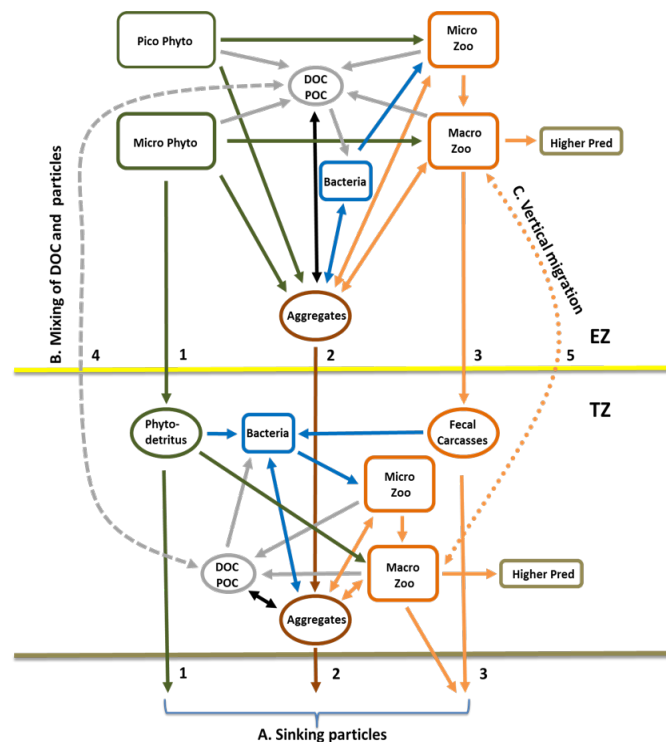 Pico Phyto
Micro
Zoo
DOC
POC
Micro Phyto
Macro
Zoo
Higher Pred
Bacteria
B. Mixing of DOC and  particles
C. Vertical migration
Aggregates
EZ
4
1
2
3
5
TZ
Phyto-
detritus
Bacteria
Fecal
Carcasses
Micro
Zoo
DOC
POC
Macro
Zoo
Higher Pred
Aggregates
1
2
3
A. Sinking particles